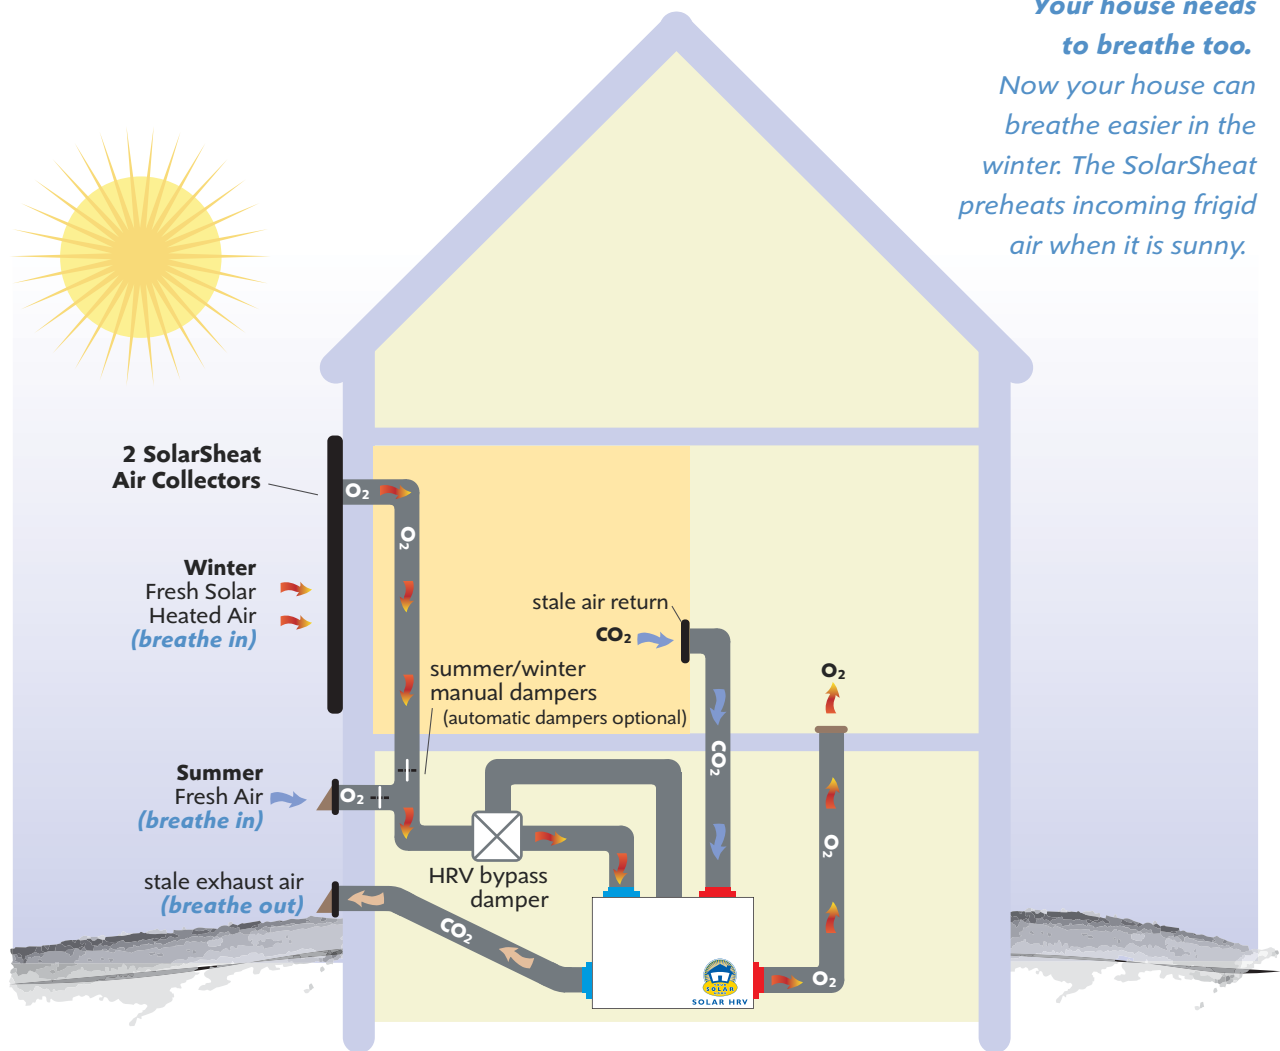 Your house needs
to breathe too.
Now your house can
breathe easier in the
winter. The SolarSheat
preheats incoming frigid
air when it is sunny.
2 SolarSheat
Air Collectors
O₂
O₂
Winter
Fresh Solar
Heated Air
(breathe in)
stale air return
CO₂
summer/winter
manual dampers
(automatic dampers optional)
O₂
CO₂
Summer
Fresh Air
(breathe in)
O₂
O₂
HRV bypass
damper
stale exhaust air
(breathe out)
CO₂
O₂
SOLAR
SOLAR HRV